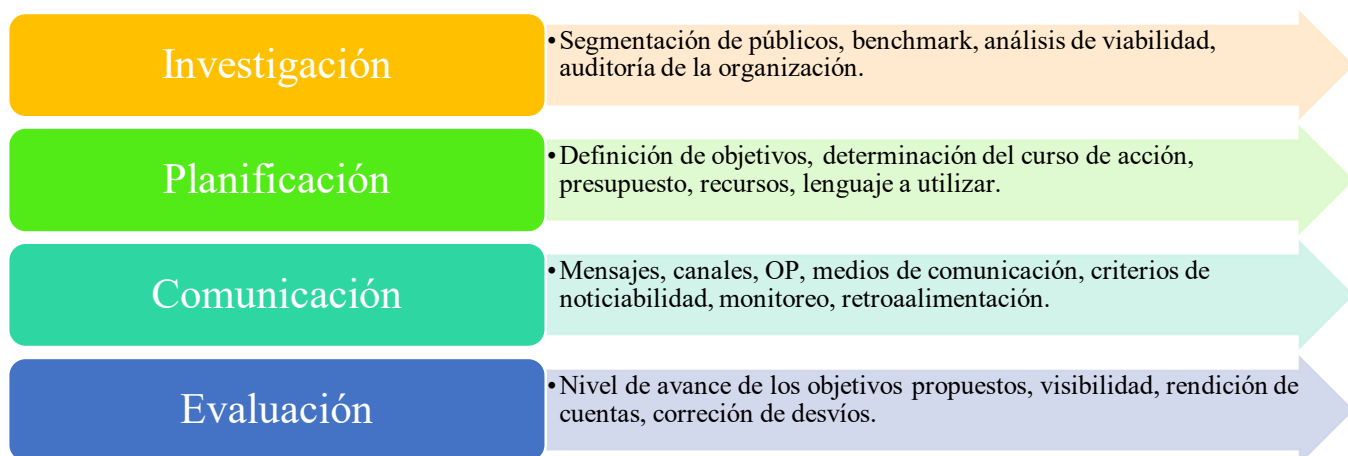 Investigación
•Segmentación de públicos, benchmark, análisis de viabilidad,
auditoría de la organización.
Planificación
•Definición de objetivos, determinación del curso de acción,
presupuesto, recursos, lenguaje a utilizar.
Comunicación
•Mensajes, canales, OP, medios de comunicación, criterios de
noticiabilidad, monitoreo, retroaalimentación.
Evaluación
•Nivel de avance de los objetivos propuestos, visibilidad, rendición de
cuentas, correción de desvíos.